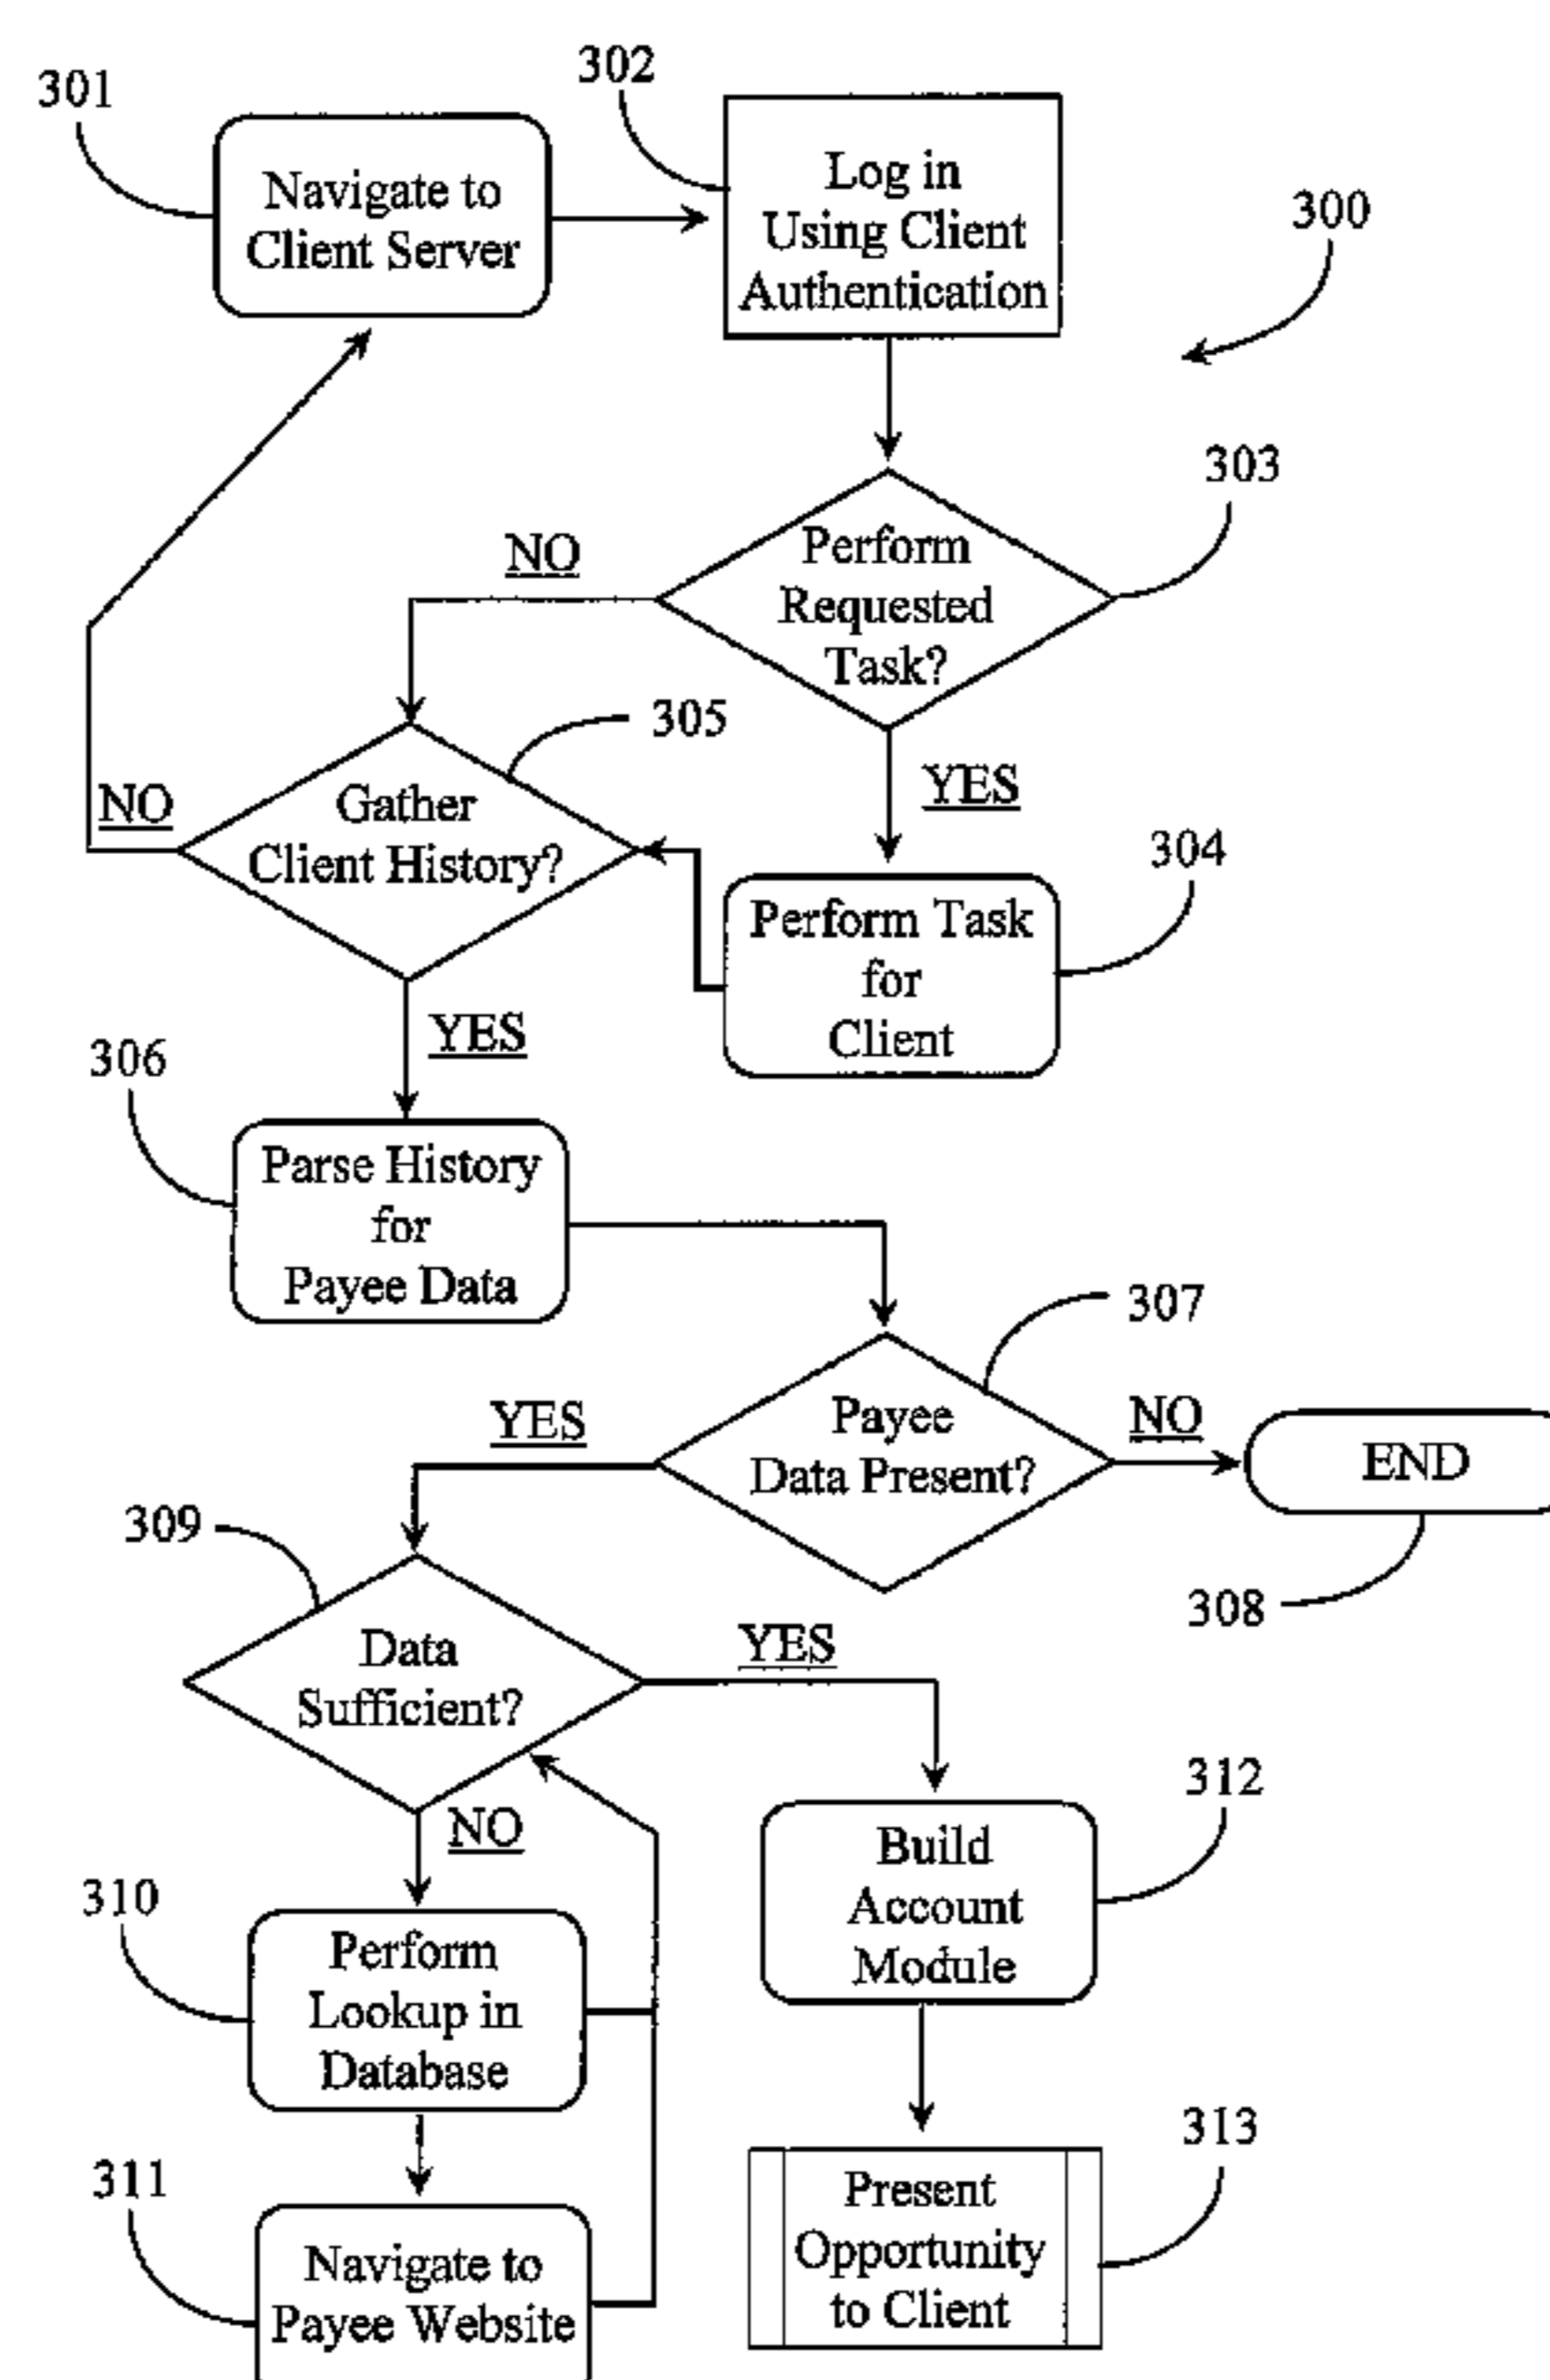 301
302
Navigate to
Client Server
Log in
Using Client
Authentication
300
303
NO
Perform
Requested
Task?
305
YES
NO
Gather
Client History?
304
Perform Task
for
Client
YES
306
Parse History
for
Payee Data
307
YES
Payee
Data Present?
NO
END
309
308
Data
Sufficient?
YES
NO
312
Build
Account
Module
310
Perform
Lookup in
Database
313
311
Present
Opportunity
to Client
Navigate to
Payee Website